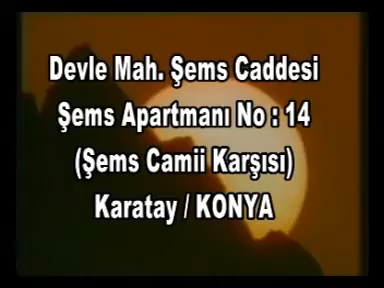 Devle Mah. Şems Caddesi
Şems Apartmanı No : 14
(Şems Camii Karşısı)
Karatay / KONYA